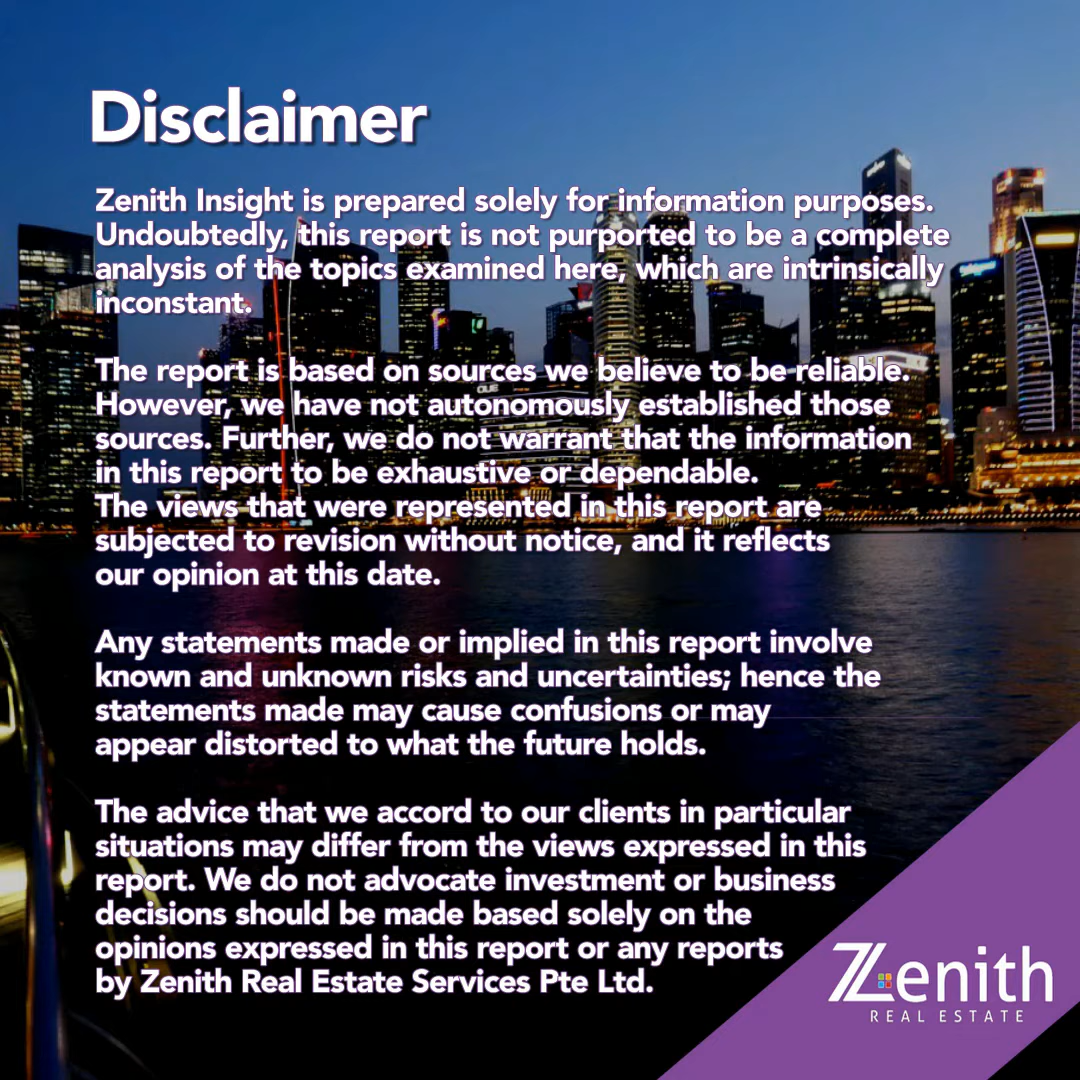 Disclaimer
Zenith Insight is prepared solely for information purposes.
Undoubtedly, this report is not purported to be a complete
analysis of the topics examined here, which are intrinsically
inconstant.
The report is based on sources we believe to be reliable.
However, we have not autonomously established those
sources. Further, we do not warrant that the information
in this report to be exhaustive or dependable.
The views that were represented in this report are
subjected to revision without notice, and it reflects
our opinion at this date.
Any statements made or implied in this report involve
known and unknown risks and uncertainties; hence the
statements made may cause confusions or may
appear distorted to what the future holds.
The advice that we accord to our clients in particular
situations may differ from the views expressed in this
report. We do not advocate investment or business
decisions should be made based solely on the
opinions expressed in this report or any reports
by Zenith Real Estate Services Pte Ltd.
Zenith
REAL ESTATE
OUE